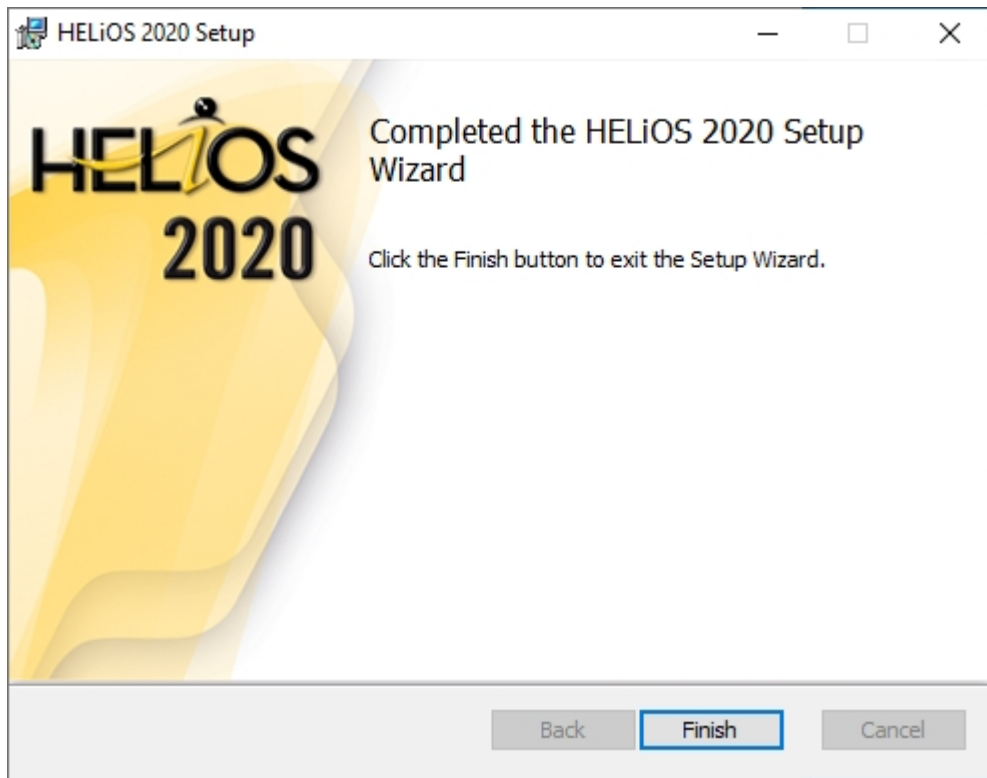 HELiOS 2020 Setup
HELiOS
2020
Completed the HELiOS 2020 Setup
Wizard
Click the Finish button to exit the Setup Wizard.
Back
Finish
Cancel